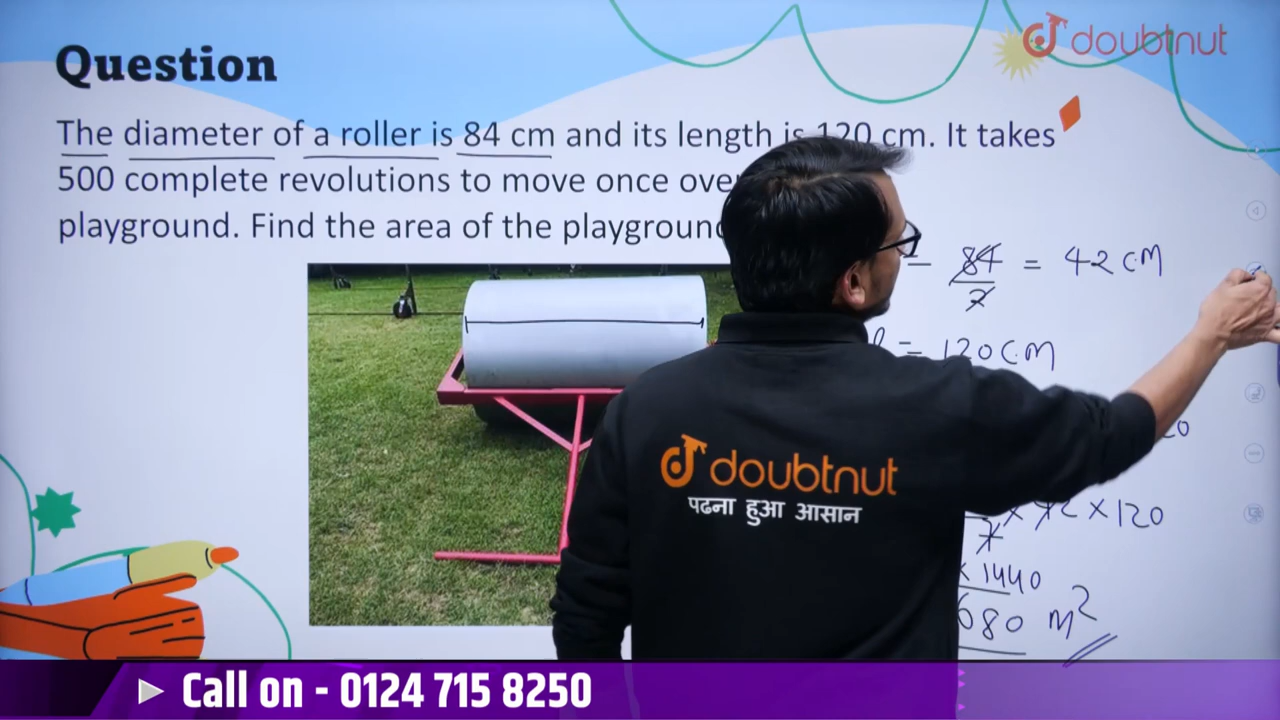 doubtnut
Question
The diameter of a roller is 84 cm and its length is 120 cm. It takes
500 complete revolutions to move once
playground. Find the area of the
= 84/2 = 42 cm
l = 120 cm
× 120
× 1440
680 m²
doubtnut
पढना हुआ आसान
Call on - 0124 715 8250